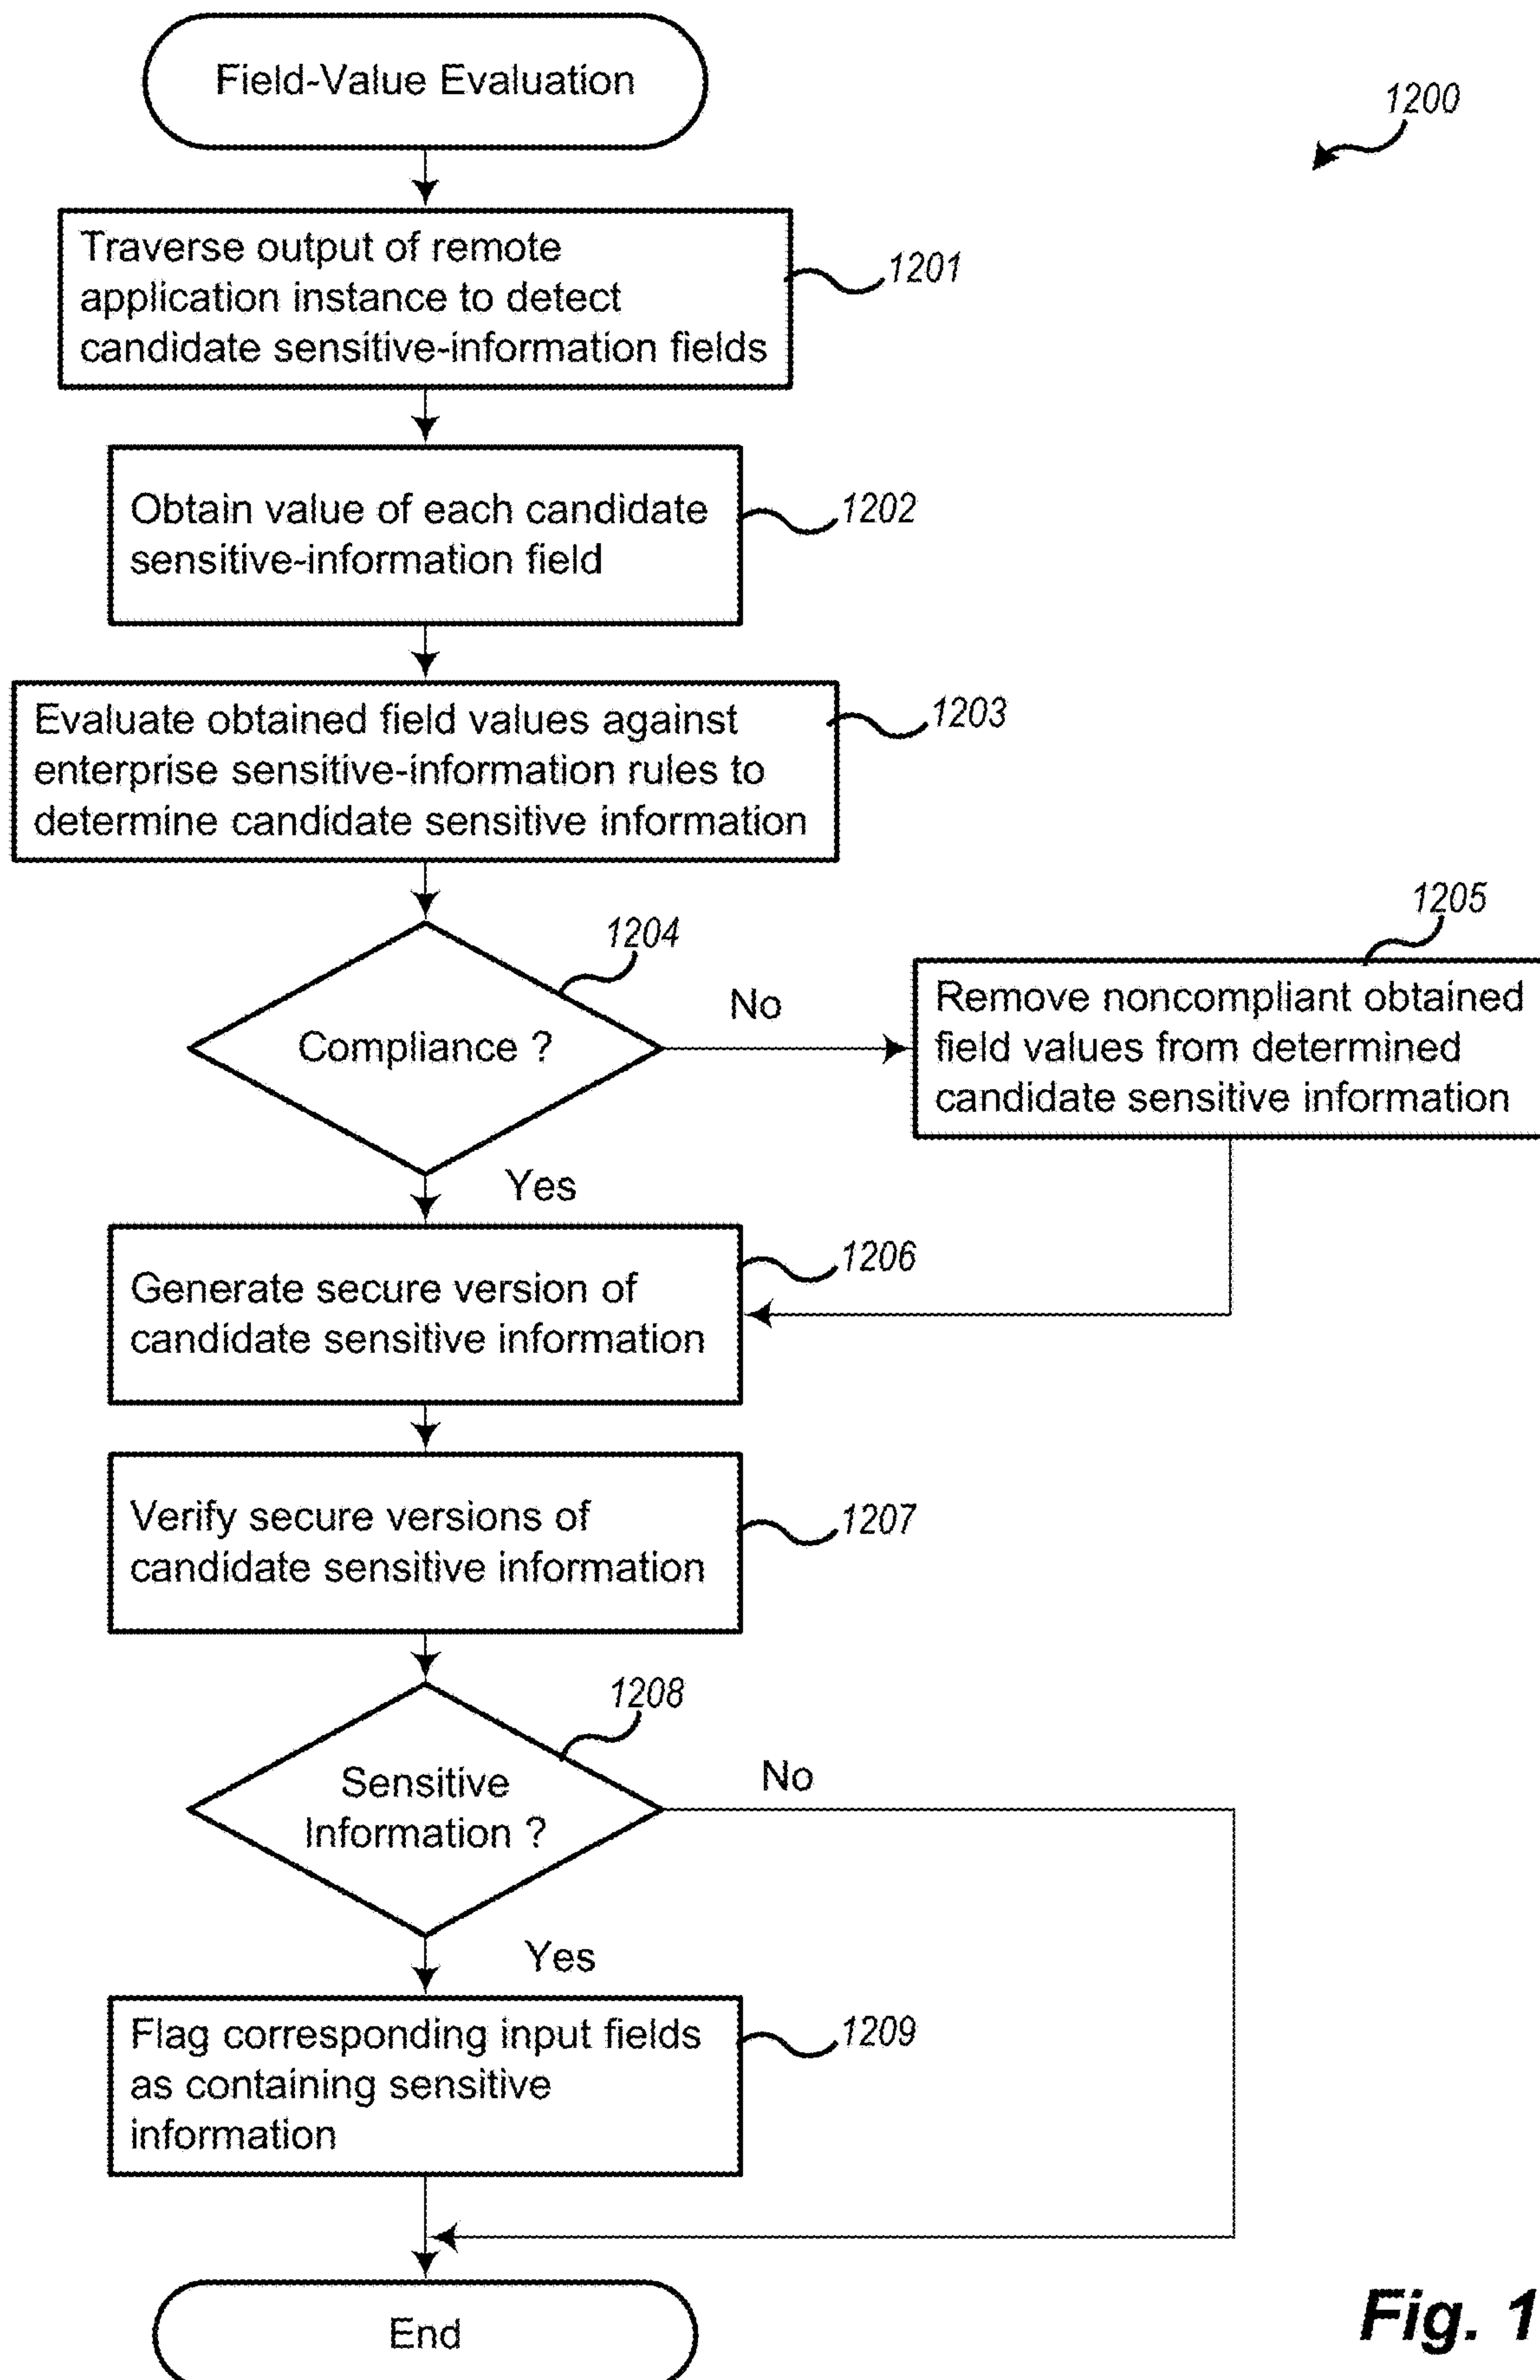 Field-Value Evaluation
1200
Traverse output of remote
application instance to detect
candidate sensitive-information fields
1201
Obtain value of each candidate
sensitive-information field
1202
Evaluate obtained field values against
enterprise sensitive-information rules to
determine candidate sensitive information
1203
1204
Compliance ?
No
1205
Remove noncompliant obtained
field values from determined
candidate sensitive information
Yes
Generate secure version of
candidate sensitive information
1206
Verify secure versions of
candidate sensitive information
1207
1208
Sensitive
Information ?
No
Yes
Flag corresponding input fields
as containing sensitive
information
1209
End
Fig. 1